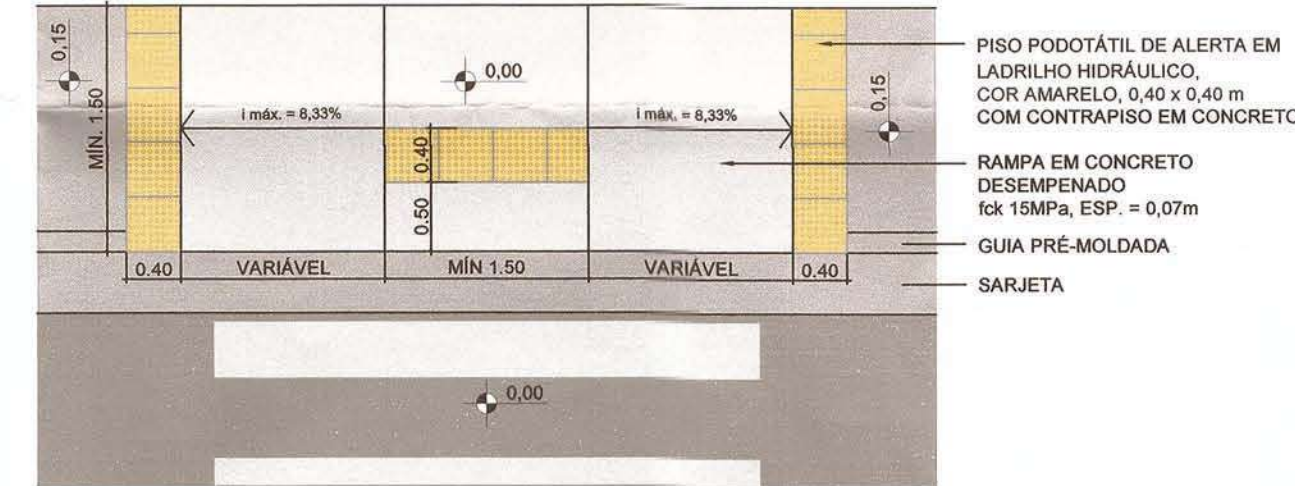 0,15
MÍN. 1.50
i máx. = 8,33%
0,00
0.40
0.50
i máx. = 8,33%
0,15
0.40
VARIÁVEL
MÍN 1.50
VARIÁVEL
0.40
0,00
PISO PODOTÁTIL DE ALERTA EM
LADRILHO HIDRÁULICO,
COR AMARELO, 0,40 x 0,40 m
COM CONTRAPISO EM CONCRETO
RAMPA EM CONCRETO
DESEMPENADO
fck 15MPa, ESP. = 0,07m
GUIA PRÉ-MOLDADA
SARJETA